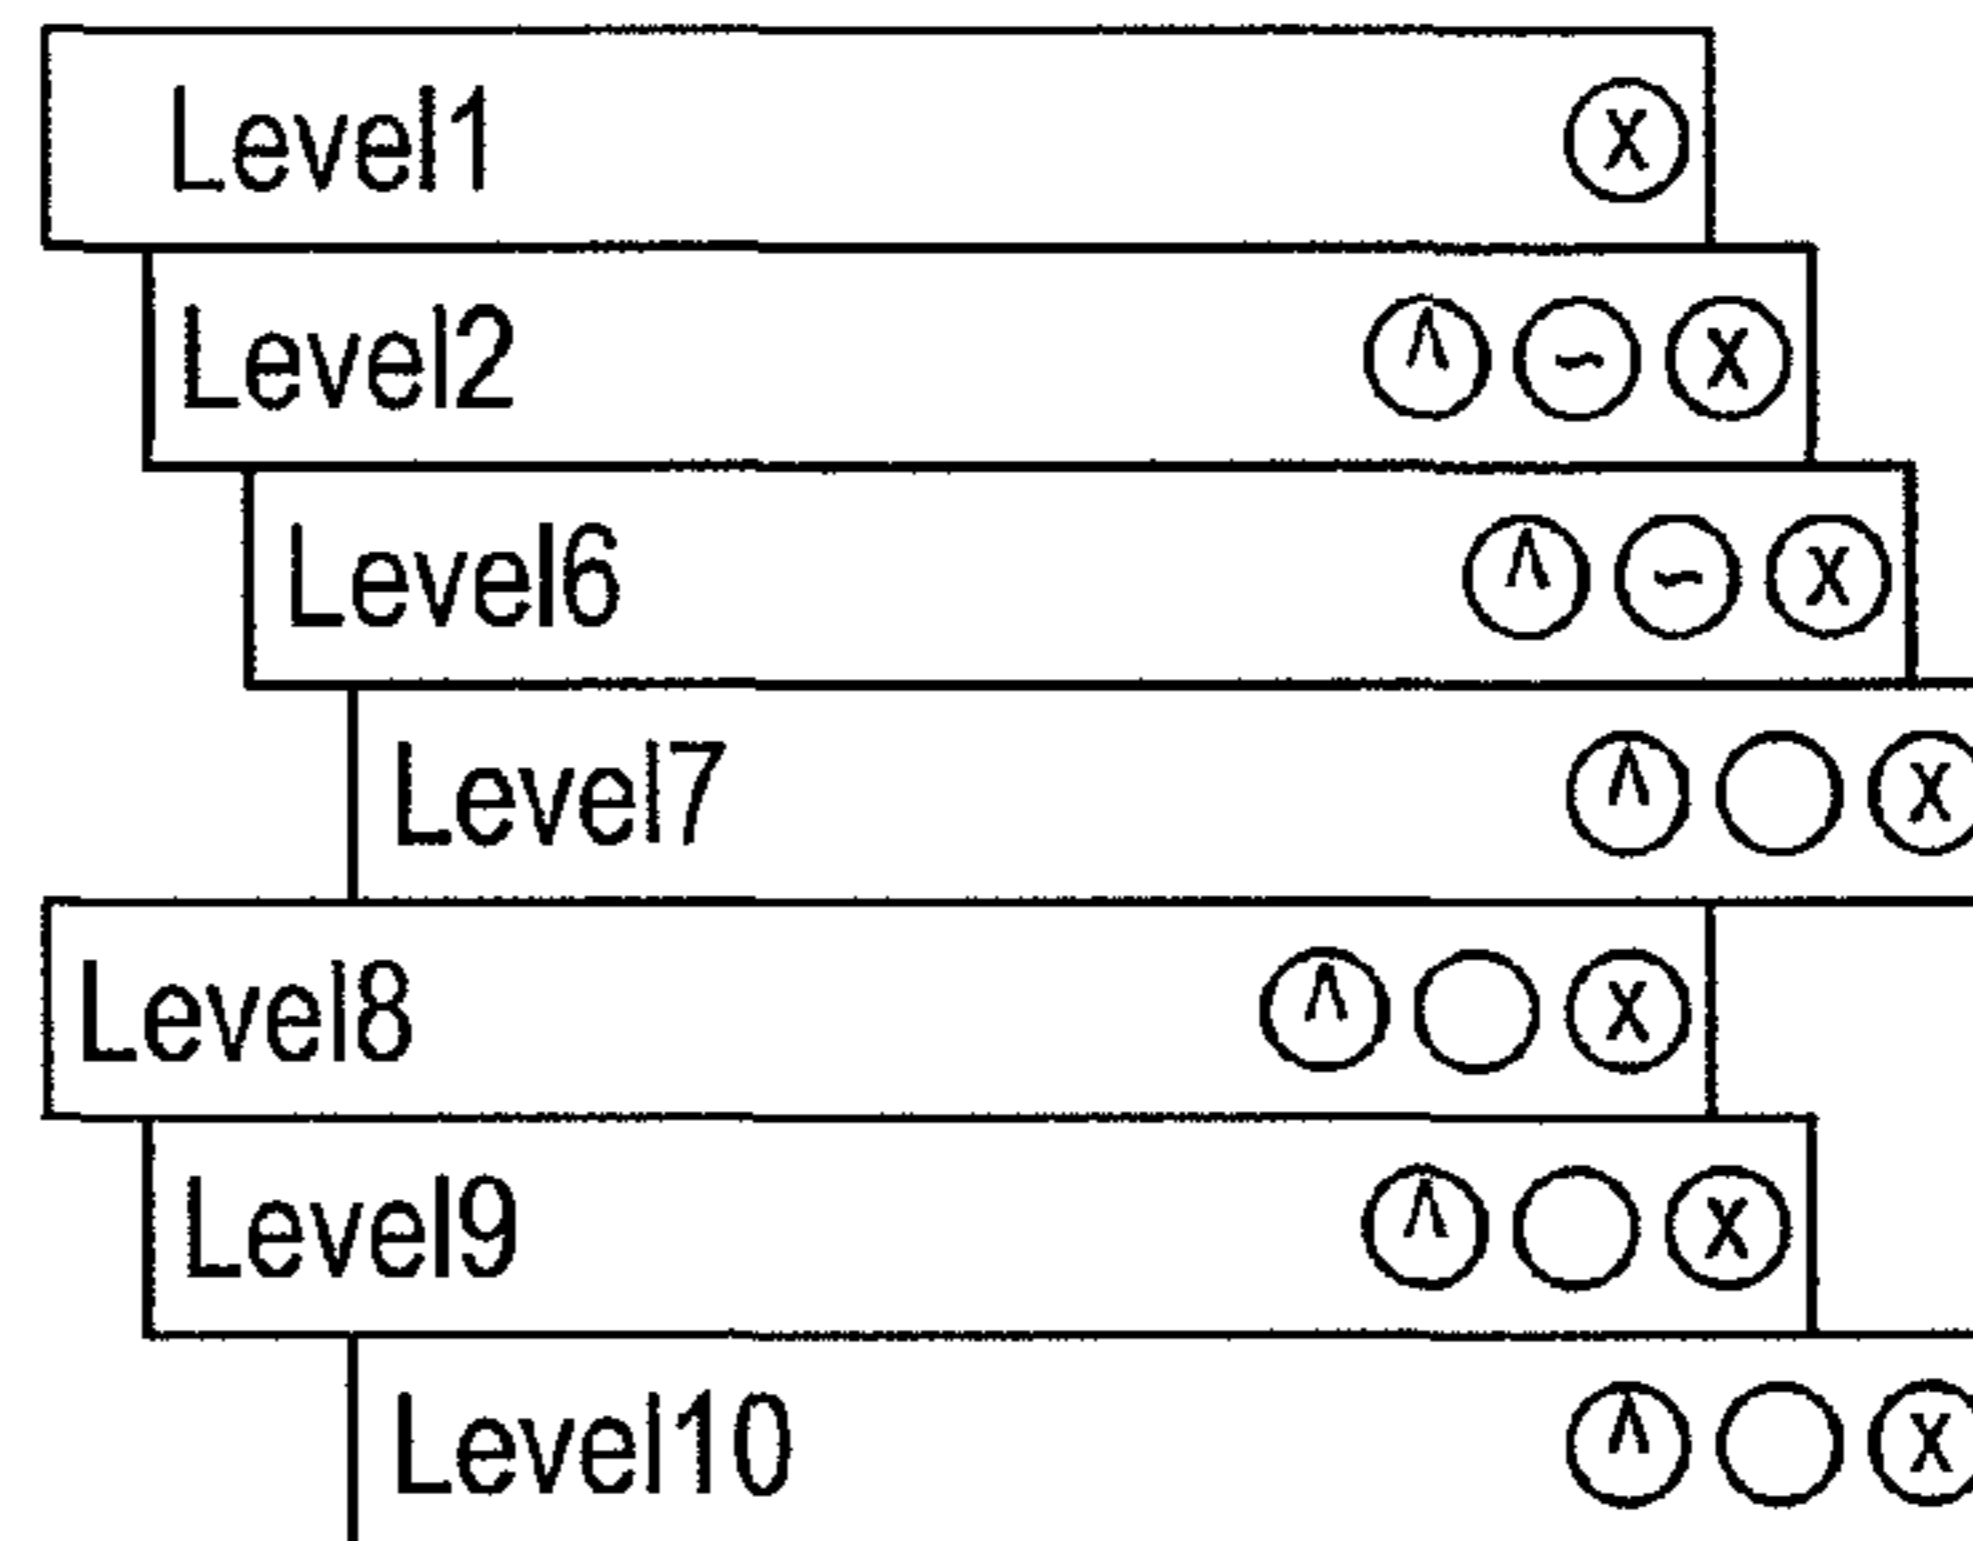 Level1 X
Level2 ^ – X
Level6 ^ – X
Level7 ^ X
Level8 ^ X
Level9 ^ X
Level10 ^ X